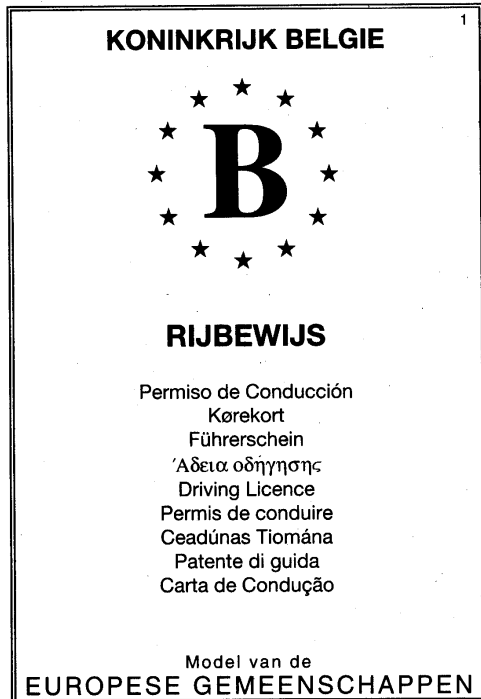 1
KONINKRIJK BELGIE
B
RIJBEWIJS
Permiso de Conducción
Kørekort
Führerschein
Άδεια οδήγησης
Driving Licence
Permis de conduire
Ceadúnas Tiomána
Patente di guida
Carta de Condução
Model van de
EUROPESE GEMEENSCHAPPEN